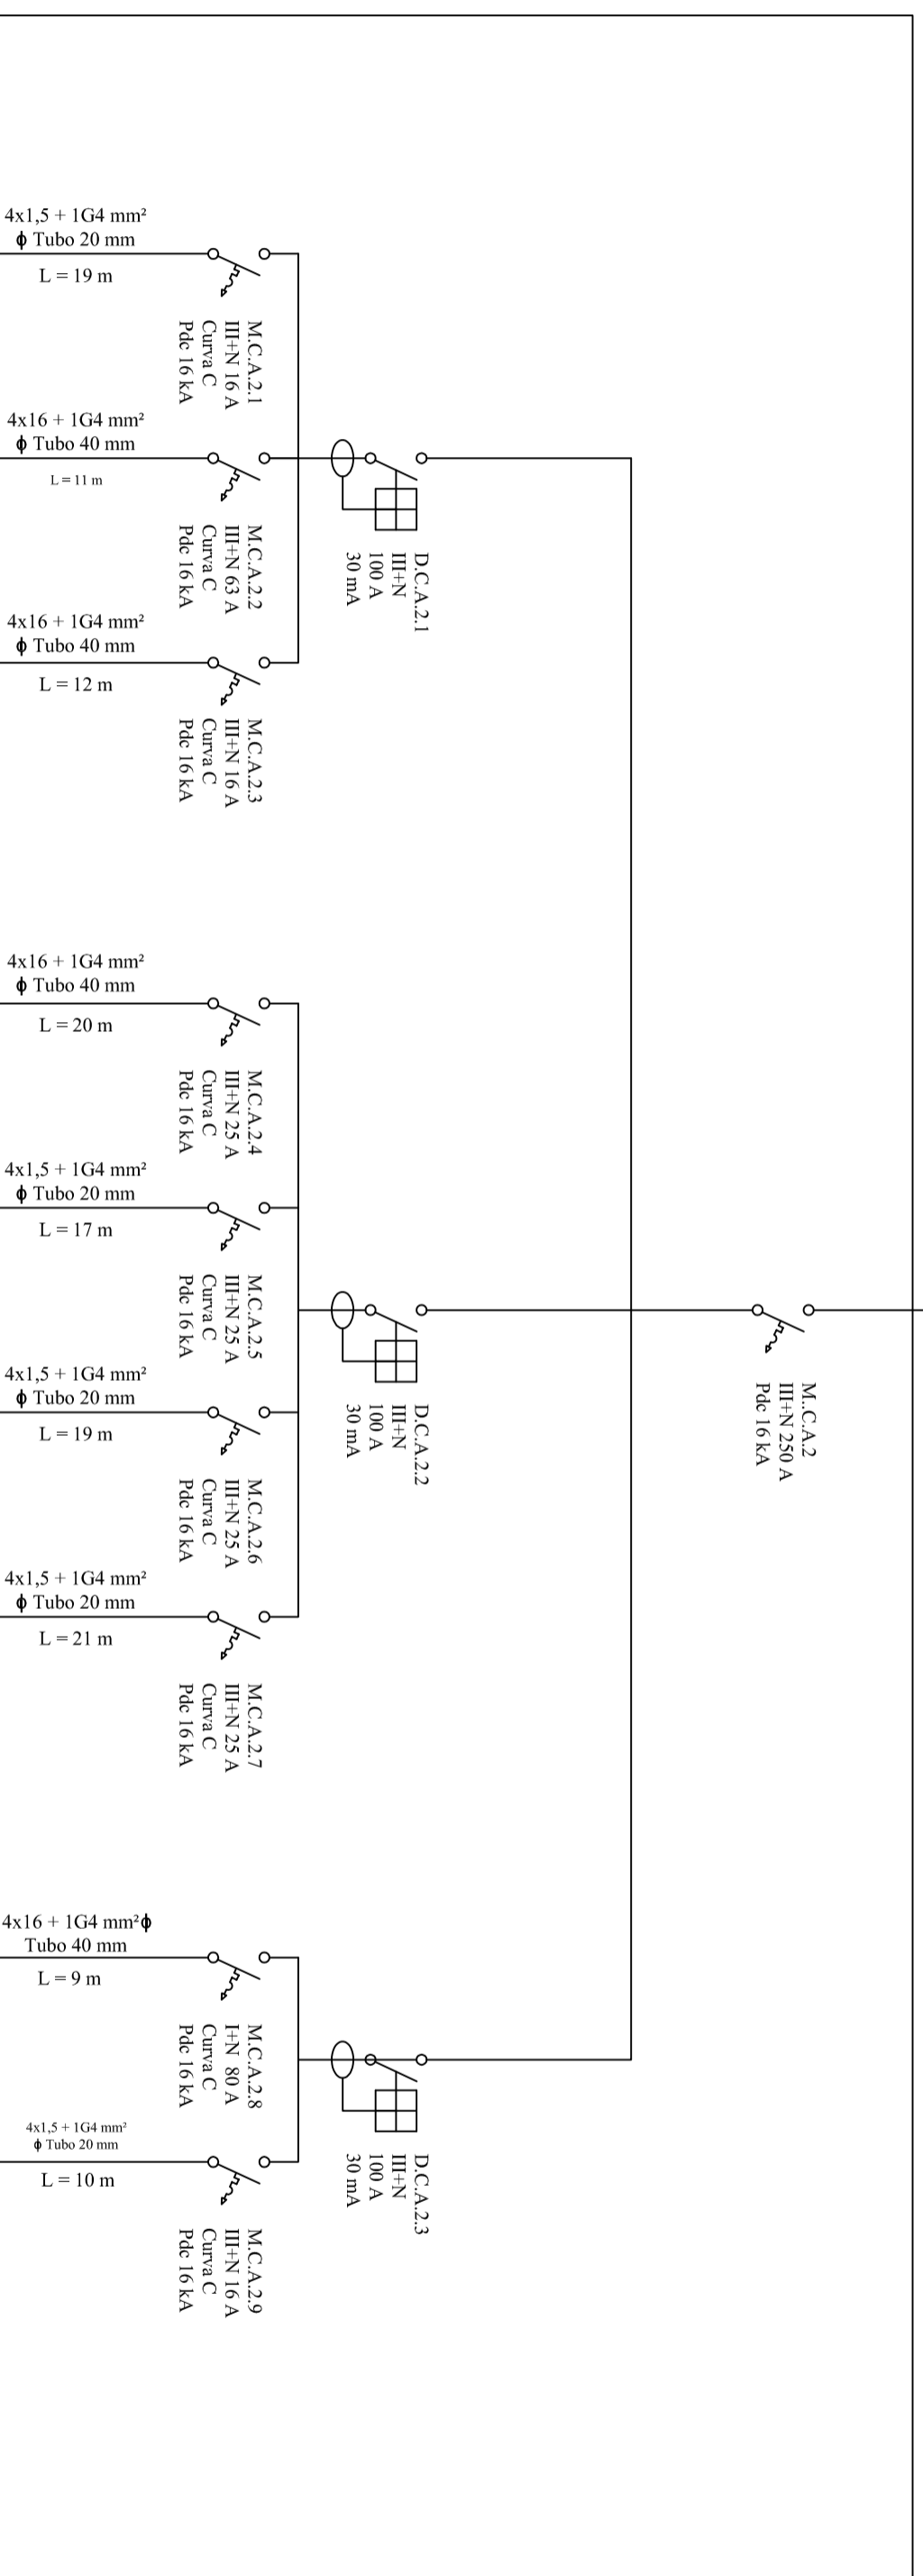 4x1,5 + 1G4 mm²
ϕ Tubo 20 mm
L = 19 m
M.C.A.2.1
III+N 16 A
Curva C
Pdc 16 kA
4x16 + 1G4 mm²
ϕ Tubo 40 mm
L = 11 m
M.C.A.2.2
III+N 63 A
Curva C
Pdc 16 kA
D.C.A.2.1
III+N
100 A
30 mA
4x16 + 1G4 mm²
ϕ Tubo 40 mm
L = 12 m
M.C.A.2.3
III+N 16 A
Curva C
Pdc 16 kA
4x16 + 1G4 mm²
ϕ Tubo 40 mm
L = 20 m
M.C.A.2.4
III+N 25 A
Curva C
Pdc 16 kA
4x1,5 + 1G4 mm²
ϕ Tubo 20 mm
L = 17 m
M.C.A.2.5
III+N 25 A
Curva C
Pdc 16 kA
D.C.A.2.2
III+N
100 A
30 mA
M..C.A.2
III+N 250 A
Pdc 16 kA
4x1,5 + 1G4 mm²
ϕ Tubo 20 mm
L = 19 m
M.C.A.2.6
III+N 25 A
Curva C
Pdc 16 kA
4x1,5 + 1G4 mm²
ϕ Tubo 20 mm
L = 21 m
M.C.A.2.7
III+N 25 A
Curva C
Pdc 16 kA
4x16 + 1G4 mm²ϕ
Tubo 40 mm
L = 9 m
M.C.A.2.8
I+N 80 A
Curva C
Pdc 16 kA
D.C.A.2.3
III+N
100 A
30 mA
4x1,5 + 1G4 mm²
ϕ Tubo 20 mm
L = 10 m
M.C.A.2.9
III+N 16 A
Curva C
Pdc 16 kA